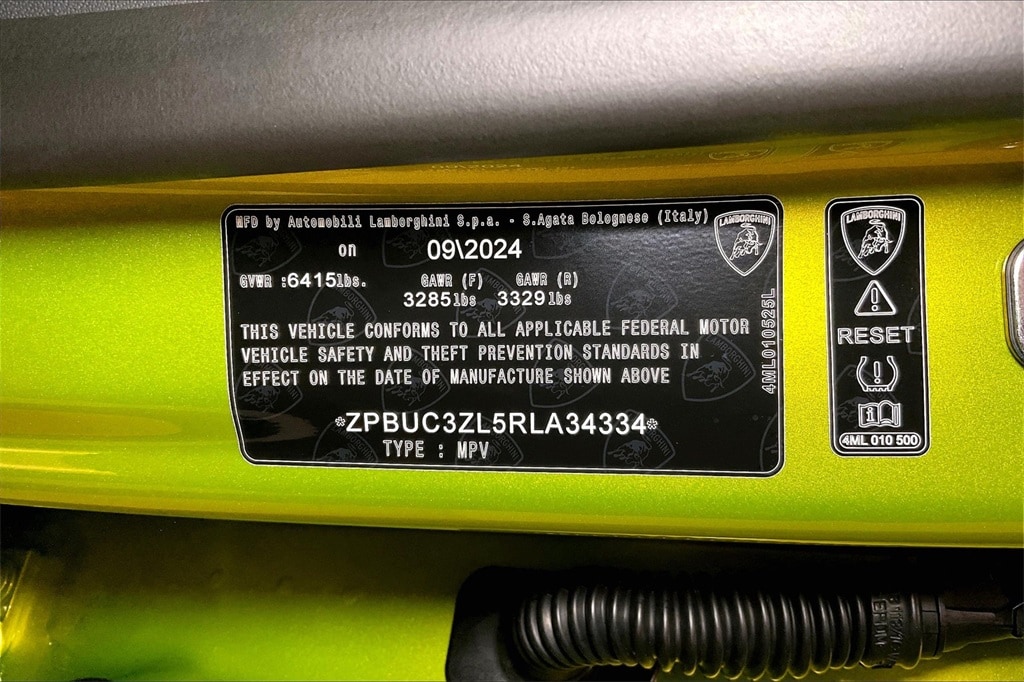 MFD by Automobili Lamborghini S.p.a. - S.Agata Bolognese (Italy)
on 09\2024
GVWR :6415lbs. GAWR (F) GAWR (R)
3285lbs 3329lbs
THIS VEHICLE CONFORMS TO ALL APPLICABLE FEDERAL MOTOR
VEHICLE SAFETY AND THEFT PREVENTION STANDARDS IN
EFFECT ON THE DATE OF MANUFACTURE SHOWN ABOVE
*ZPBUC3ZL5RLA34334*
TYPE : MPV
LAMBORGHINI
4ML010525L
LAMBORGHINI
RESET
4ML 010 500